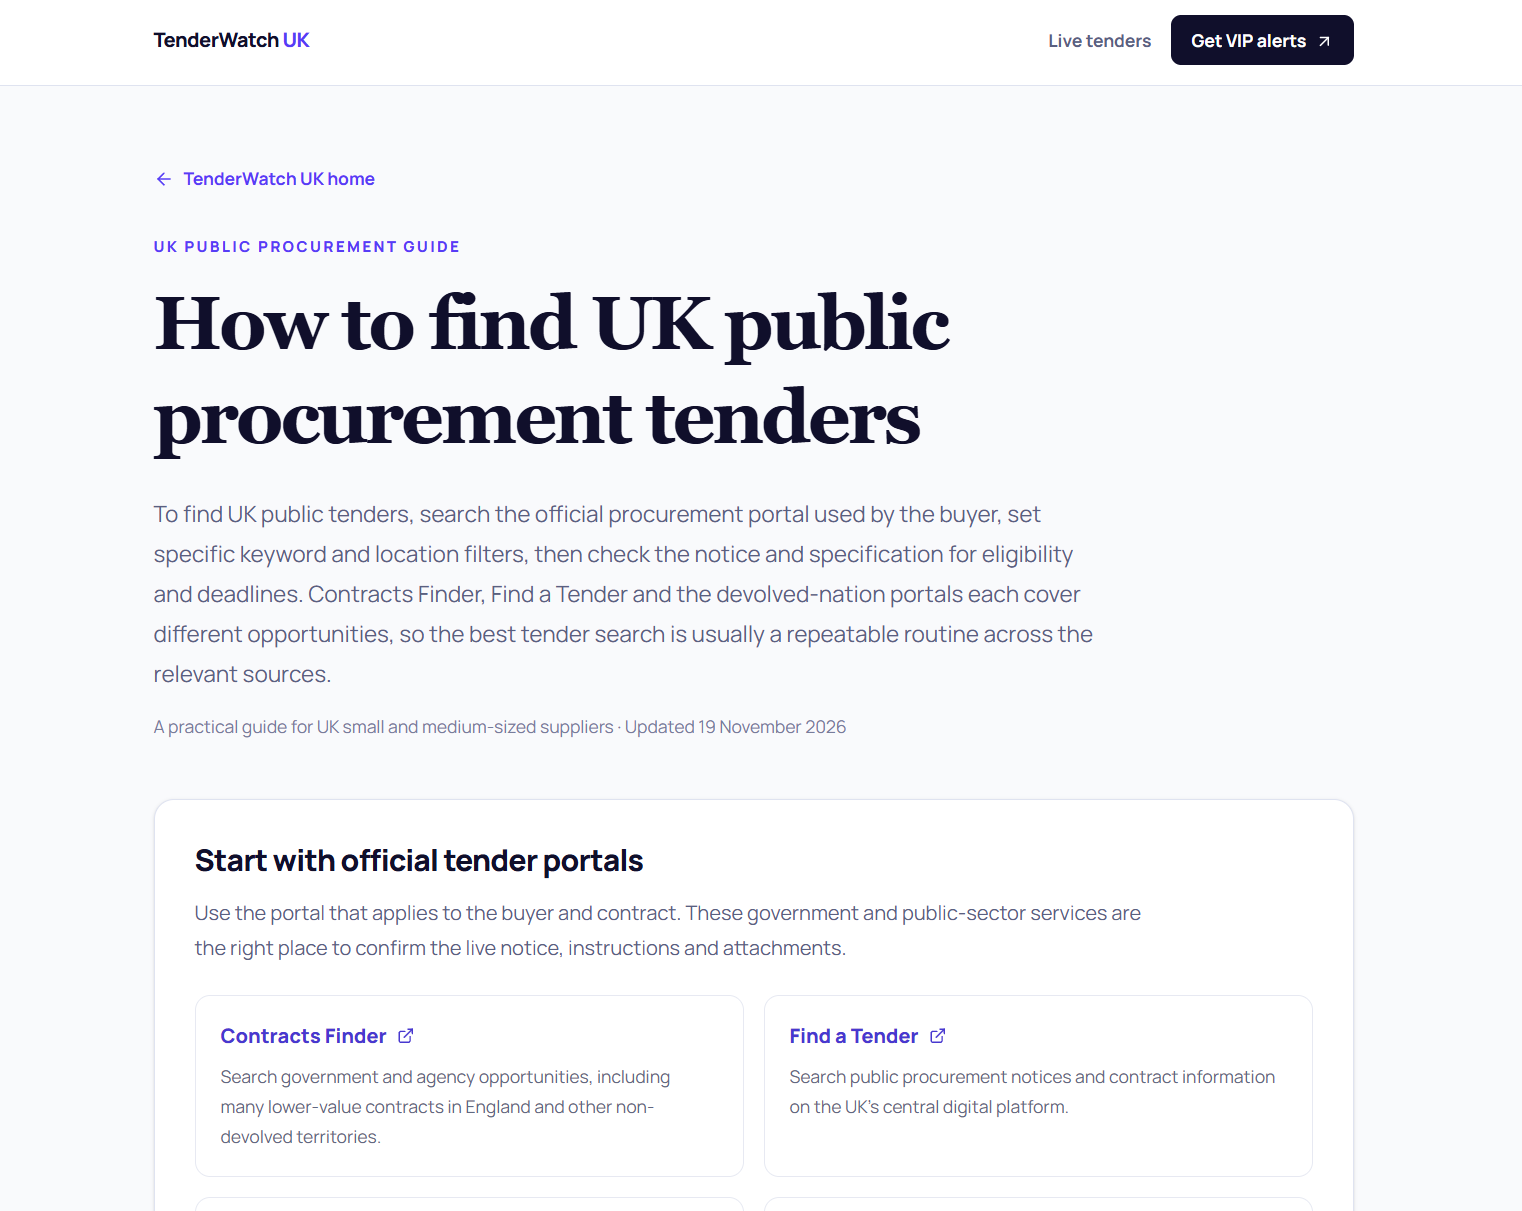 TenderWatch UK
Live tenders
Get VIP alerts
TenderWatch UK home
UK PUBLIC PROCUREMENT GUIDE
How to find UK public
procurement tenders
To find UK public tenders, search the official procurement portal used by the buyer, set
specific keyword and location filters, then check the notice and specification for eligibility
and deadlines. Contracts Finder, Find a Tender and the devolved-nation portals each cover
different opportunities, so the best tender search is usually a repeatable routine across the
relevant sources.
A practical guide for UK small and medium-sized suppliers · Updated 19 November 2026
Start with official tender portals
Use the portal that applies to the buyer and contract. These government and public-sector services are
the right place to confirm the live notice, instructions and attachments.
Contracts Finder
Search government and agency opportunities, including
many lower-value contracts in England and other non-
devolved territories.
Find a Tender
Search public procurement notices and contract information
on the UK’s central digital platform.